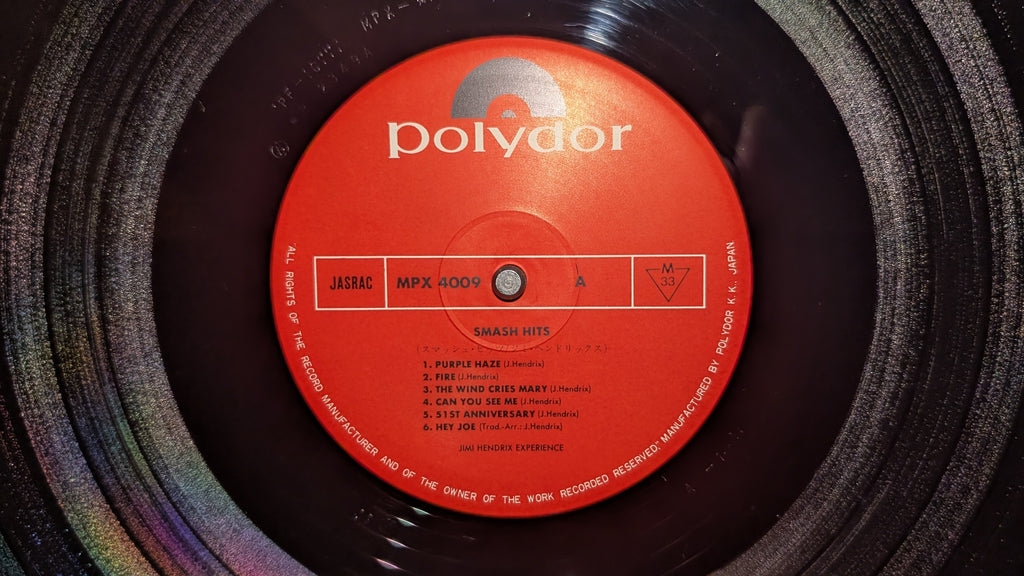 polydor
JASRAC
MPX 4009
A
M
33
SMASH HITS
1. PURPLE HAZE (J.Hendrix)
2. FIRE (J.Hendrix)
3. THE WIND CRIES MARY (J.Hendrix)
4. CAN YOU SEE ME (J.Hendrix)
5. 51ST ANNIVERSARY (J.Hendrix)
6. HEY JOE (Trad.-Arr.: J.Hendrix)
JIMI HENDRIX EXPERIENCE
"ALL RIGHTS OF THE RECORD MANUFACTURER AND OF THE OWNER OF THE WORK RECORDED RESERVED;" MANUFACTURED BY POLYDOR K.K. JAPAN